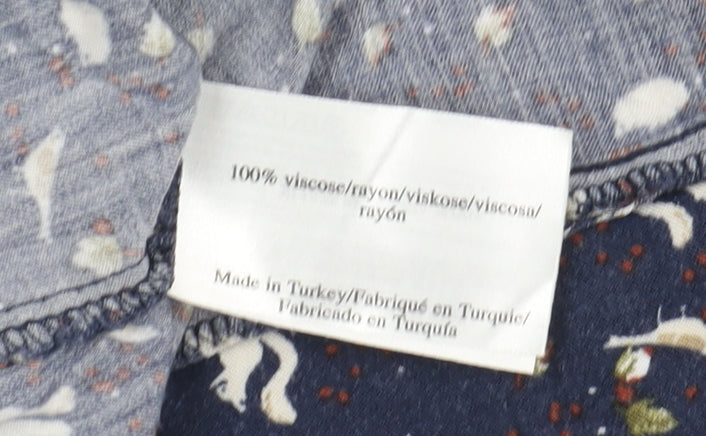 100% viscose/rayon/viskose/viscosa/
rayón
Made in Turkey/Fabriqué en Turquie/
Fabricado en Turquía